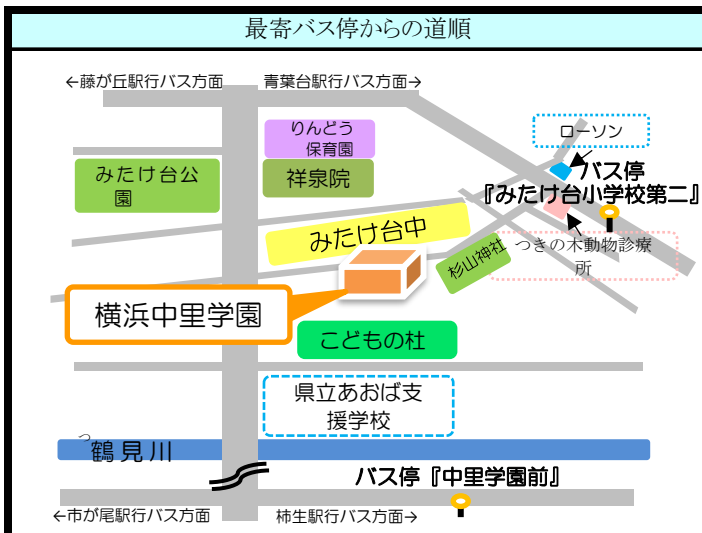 最寄バス停からの道順
←藤が丘駅行バス方面
青葉台駅行バス方面→
りんどう
保育園
ローソン
みたけ台公
園
祥泉院
バス停
『みたけ台小学校第二』
みたけ台中
杉山神社
つきの木動物診療
所
横浜中里学園
こどもの杜
県立あおば支
援学校
つ
鶴見川
バス停『中里学園前』
←市が尾駅行バス方面
柿生駅行バス方面→